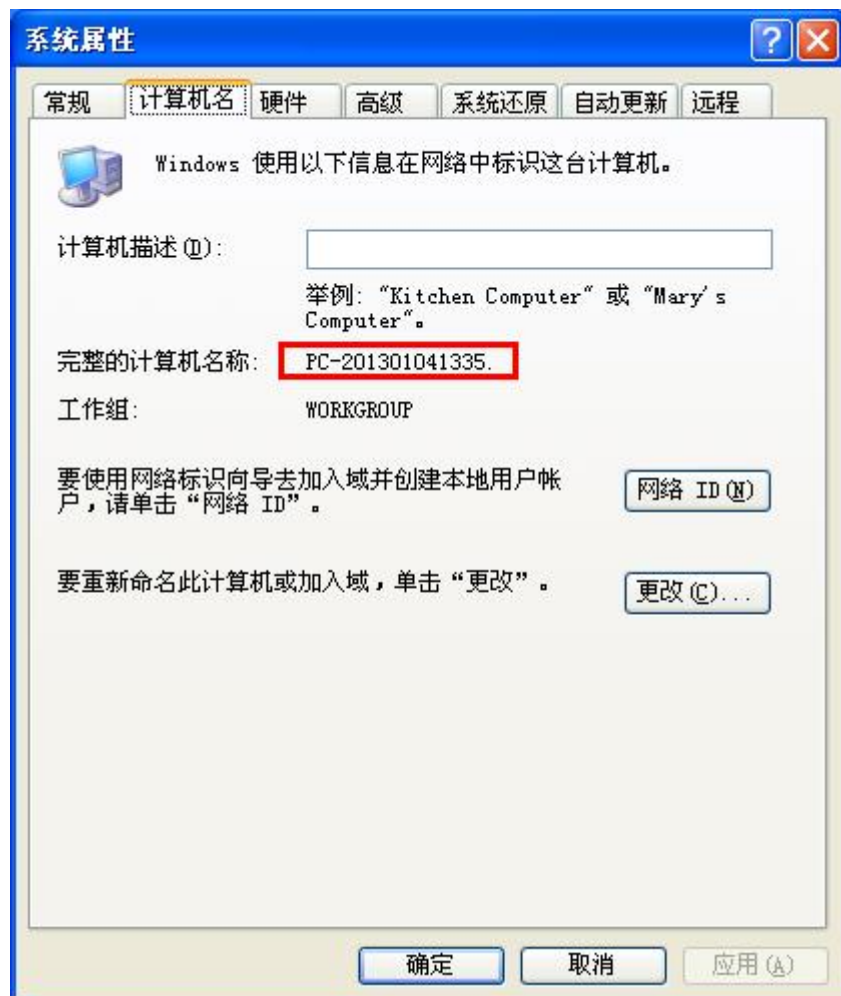 系统属性
常规 计算机名 硬件 高级 系统还原 自动更新 远程
Windows 使用以下信息在网络中标识这台计算机。
计算机描述(D):
举例: "Kitchen Computer" 或 "Mary's
Computer"。
完整的计算机名称: PC-201301041335.
工作组: WORKGROUP
要使用网络标识向导去加入域并创建本地用户帐
户，请单击“网络 ID”。
网络 ID(N)
要重新命名此计算机或加入域，单击“更改”。
更改(C)...
确定 取消 应用(A)